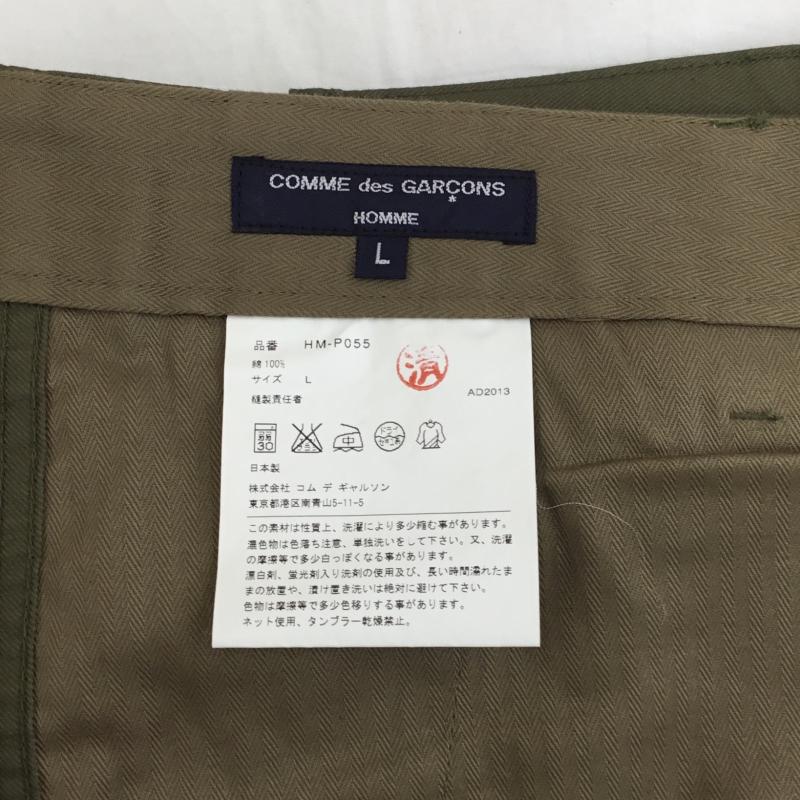 COMME des GARÇONS
HOMME
L
品番 HM-P055
綿 100%
サイズ L
済
縫製責任者
AD2013
30
中
ドライ
セキユ系
日本製
株式会社 コム デ ギャルソン
東京都港区南青山5-11-5
この素材は性質上、洗濯により多少縮む事があります。
濃色物は色落ち注意、単独洗いをして下さい。又、洗濯
の摩擦等で多少白っぽくなる事があります。
漂白剤、蛍光剤入り洗剤の使用及び、長い時間濡れたま
まの放置や、漬け置き洗いは絶対に避けて下さい。
色物は摩擦等で多少色移りする事があります。
ネット使用、タンブラー乾燥禁止。